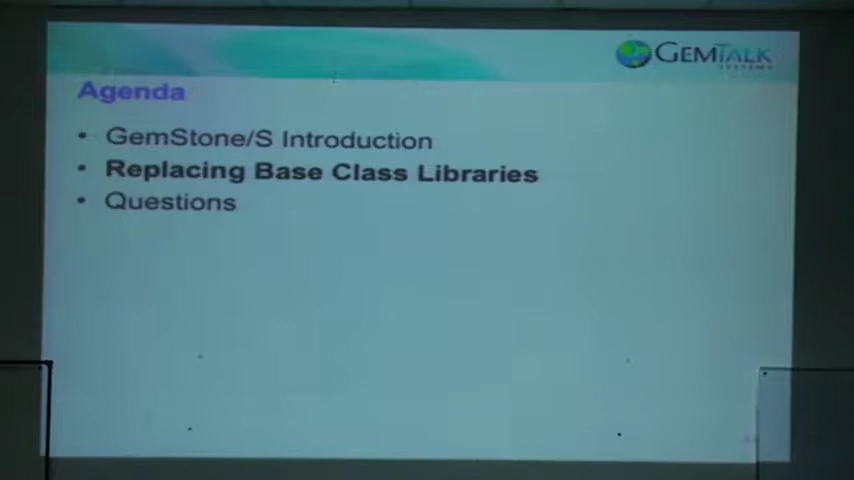 GEMTALK
SYSTEMS
Agenda
• GemStone/S Introduction
• Replacing Base Class Libraries
• Questions